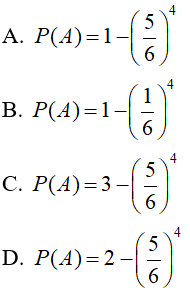 A. P(A) = 1 − (5/6)^4
B. P(A) = 1 − (1/6)^4
C. P(A) = 3 − (5/6)^4
D. P(A) = 2 − (5/6)^4